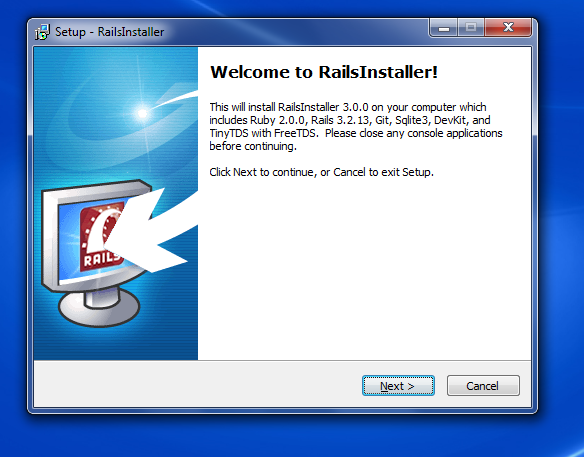 Setup - RailsInstaller
Welcome to RailsInstaller!
This will install RailsInstaller 3.0.0 on your computer which
includes Ruby 2.0.0, Rails 3.2.13, Git, Sqlite3, DevKit, and
TinyTDS with FreeTDS.  Please close any console applications
before continuing.
Click Next to continue, or Cancel to exit Setup.
RAILS
Next >
Cancel